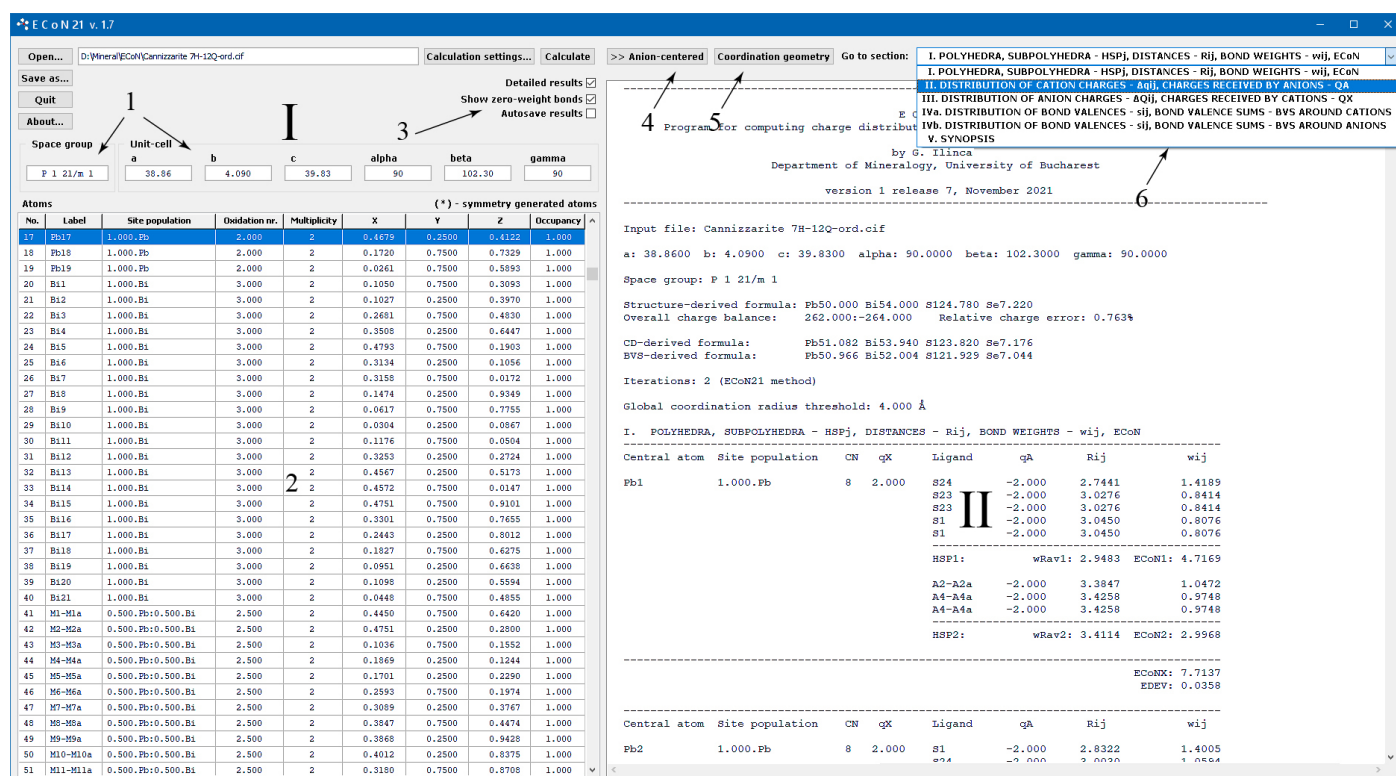 E C o N 21 v. 1.7
Open... D:\Mineral\ECoN\Cannizzarite 7H-12Q-ord.cif Calculation settings... Calculate
Save as...
Quit
About...
Detailed results
Show zero-weight bonds
Autosave results
1
I
3
Space group Unit-cell
a b c alpha beta gamma
P 1 21/m 1 38.86 4.090 39.83 90 102.30 90
Atoms (*) - symmetry generated atoms
No. Label Site population Oxidation nr. Multiplicity X Y Z Occupancy
17 Pb17 1.000.Pb 2.000 2 0.4679 0.2500 0.4122 1.000
18 Pb18 1.000.Pb 2.000 2 0.1720 0.7500 0.7329 1.000
19 Pb19 1.000.Pb 2.000 2 0.0261 0.7500 0.5893 1.000
20 Bi1 1.000.Bi 3.000 2 0.1050 0.7500 0.3093 1.000
21 Bi2 1.000.Bi 3.000 2 0.1027 0.2500 0.3970 1.000
22 Bi3 1.000.Bi 3.000 2 0.2681 0.7500 0.4830 1.000
23 Bi4 1.000.Bi 3.000 2 0.3508 0.2500 0.6447 1.000
24 Bi5 1.000.Bi 3.000 2 0.4793 0.7500 0.1903 1.000
25 Bi6 1.000.Bi 3.000 2 0.3134 0.2500 0.1056 1.000
26 Bi7 1.000.Bi 3.000 2 0.3158 0.7500 0.0172 1.000
27 Bi8 1.000.Bi 3.000 2 0.1474 0.2500 0.9349 1.000
28 Bi9 1.000.Bi 3.000 2 0.0617 0.7500 0.7755 1.000
29 Bi10 1.000.Bi 3.000 2 0.0304 0.2500 0.0867 1.000
30 Bi11 1.000.Bi 3.000 2 0.1176 0.7500 0.0504 1.000
31 Bi12 1.000.Bi 3.000 2 0.3253 0.2500 0.2724 1.000
32 Bi13 1.000.Bi 3.000 2 0.4567 0.2500 0.5173 1.000
33 Bi14 1.000.Bi 3.000 2 2 0.4572 0.7500 0.0147 1.000
34 Bi15 1.000.Bi 3.000 2 0.4751 0.2500 0.9101 1.000
35 Bi16 1.000.Bi 3.000 2 0.3301 0.7500 0.7655 1.000
36 Bi17 1.000.Bi 3.000 2 0.2443 0.2500 0.8012 1.000
37 Bi18 1.000.Bi 3.000 2 0.1827 0.7500 0.6275 1.000
38 Bi19 1.000.Bi 3.000 2 0.0951 0.2500 0.6638 1.000
39 Bi20 1.000.Bi 3.000 2 0.1098 0.2500 0.5594 1.000
40 Bi21 1.000.Bi 3.000 2 0.0448 0.7500 0.4855 1.000
41 M1-M1a 0.500.Pb:0.500.Bi 2.500 2 0.4450 0.7500 0.6420 1.000
42 M2-M2a 0.500.Pb:0.500.Bi 2.500 2 0.4751 0.2500 0.2800 1.000
43 M3-M3a 0.500.Pb:0.500.Bi 2.500 2 0.1036 0.7500 0.1552 1.000
44 M4-M4a 0.500.Pb:0.500.Bi 2.500 2 0.1869 0.2500 0.1244 1.000
45 M5-M5a 0.500.Pb:0.500.Bi 2.500 2 0.1701 0.2500 0.2290 1.000
46 M6-M6a 0.500.Pb:0.500.Bi 2.500 2 0.2593 0.7500 0.1974 1.000
47 M7-M7a 0.500.Pb:0.500.Bi 2.500 2 0.3089 0.2500 0.3767 1.000
48 M8-M8a 0.500.Pb:0.500.Bi 2.500 2 0.3847 0.7500 0.4474 1.000
49 M9-M9a 0.500.Pb:0.500.Bi 2.500 2 0.3868 0.2500 0.9428 1.000
50 M10-M10a 0.500.Pb:0.500.Bi 2.500 2 0.4012 0.2500 0.8375 1.000
51 M11-M11a 0.500.Pb:0.500.Bi 2.500 2 0.3180 0.7500 0.8708 1.000
>> Anion-centered Coordination geometry Go to section: I. POLYHEDRA, SUBPOLYHEDRA - HSPj, DISTANCES - Rij, BOND WEIGHTS - wij, ECoN
I. POLYHEDRA, SUBPOLYHEDRA - HSPj, DISTANCES - Rij, BOND WEIGHTS - wij, ECoN
II. DISTRIBUTION OF CATION CHARGES - Δqij, CHARGES RECEIVED BY ANIONS - QA
III. DISTRIBUTION OF ANION CHARGES - ΔQij, CHARGES RECEIVED BY CATIONS - QX
IVa. DISTRIBUTION OF BOND VALENCES - sij, BOND VALENCE SUMS - BVS AROUND CATIONS
IVb. DISTRIBUTION OF BOND VALENCES - sij, BOND VALENCE SUMS - BVS AROUND ANIONS
V. SYNOPSIS
4 5 6
E C
Program for computing charge distribut
by G. Ilinca
Department of Mineralogy, University of Bucharest
version 1 release 7, November 2021
Input file: Cannizzarite 7H-12Q-ord.cif
a: 38.8600 b: 4.0900 c: 39.8300 alpha: 90.0000 beta: 102.3000 gamma: 90.0000
Space group: P 1 21/m 1
Structure-derived formula: Pb50.000 Bi54.000 S124.780 Se7.220
Overall charge balance: 262.000:-264.000 Relative charge error: 0.763%
CD-derived formula: Pb51.082 Bi53.940 S123.820 Se7.176
BVS-derived formula: Pb50.966 Bi52.004 S121.929 Se7.044
Iterations: 2 (ECoN21 method)
Global coordination radius threshold: 4.000 Å
I. POLYHEDRA, SUBPOLYHEDRA - HSPj, DISTANCES - Rij, BOND WEIGHTS - wij, ECoN
Central atom Site population CN qX Ligand qA Rij wij
Pb1 1.000.Pb 8 2.000 S24 -2.000 2.7441 1.4189
S23 -2.000 3.0276 0.8414
S23 -2.000 3.0276 0.8414
S1 -2.000 3.0450 0.8076
S1 -2.000 3.0450 0.8076
II
HSP1: wRav1: 2.9483 ECoN1: 4.7169
A2-A2a -2.000 3.3847 1.0472
A4-A4a -2.000 3.4258 0.9748
A4-A4a -2.000 3.4258 0.9748
HSP2: wRav2: 3.4114 ECoN2: 2.9968
ECoNX: 7.7137
EDEV: 0.0358
Central atom Site population CN qX Ligand qA Rij wij
Pb2 1.000.Pb 8 2.000 S1 -2.000 2.8322 1.4005